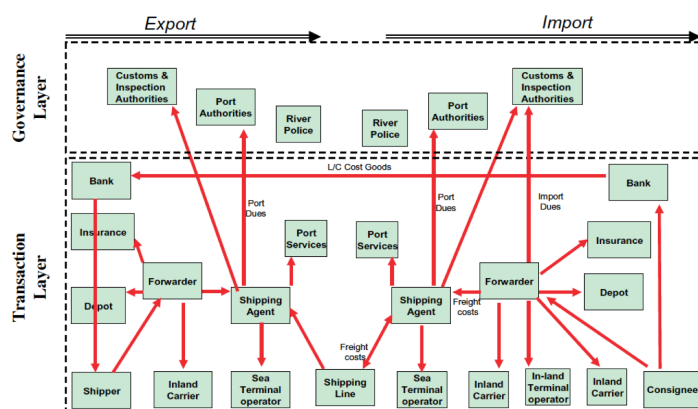 Export
Import
Governance
Layer
Customs &
Inspection
Authorities
Port
Authorities
River
Police
River
Police
Port
Authorities
Customs &
Inspection
Authorities
Transaction
Layer
L/C Cost Goods
Bank
Bank
Port
Dues
Port
Dues
Import
Dues
Insurance
Port
Services
Port
Services
Insurance
Forwarder
Forwarder
Depot
Shipping
Agent
Shipping
Agent
Freight
costs
Depot
Freight
costs
Shipper
Inland
Carrier
Sea
Terminal
operator
Shipping
Line
Sea
Terminal
operator
Inland
Carrier
In-land
Terminal
operator
Inland
Carrier
Consignee